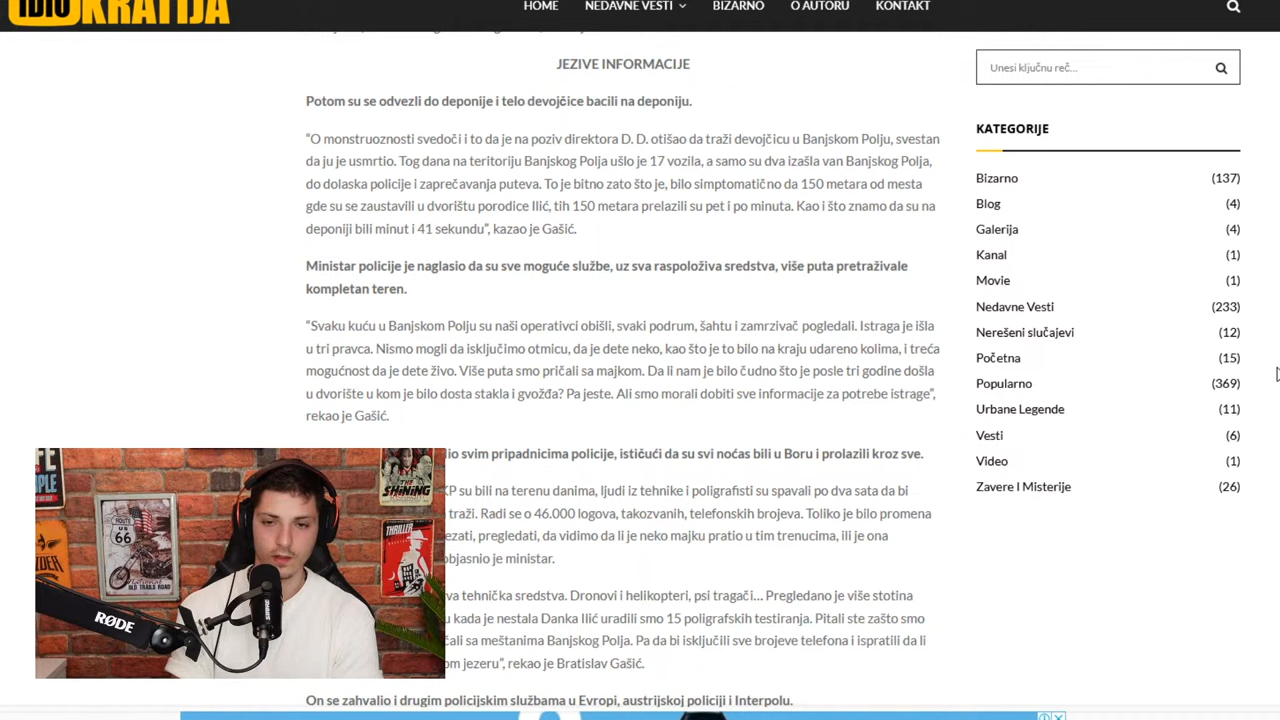 IDIO
KRATIJA
HOME
NEDAVNE VESTI
BIZARNO
O AUTORU
KONTAKT
JEZIVE INFORMACIJE
Potom su se odvezli do deponije i telo devojčice bacili na deponiju.
"O monstruoznosti svedoči i to da je na poziv direktora D. D. otišao da traži devojčicu u Banjskom Polju, svestan
da ju je usmrtio. Tog dana na teritoriju Banjskog Polja ušlo je 17 vozila, a samo su dva izašla van Banjskog Polja,
do dolaska policije i zaprečavanja puteva. To je bitno zato što je, bilo simptomatično da 150 metara od mesta
gde su se zaustavili u dvorištu porodice Ilić, tih 150 metara prelazili su pet i po minuta. Kao i što znamo da su na
deponiji bili minut i 41 sekundu", kazao je Gašić.
Ministar policije je naglasio da su sve moguće službe, uz sva raspoloživa sredstva, više puta pretraživale
kompletan teren.
"Svaku kuću u Banjskom Polju su naši operativci obišli, svaki podrum, šahtu i zamrzivač pogledali. Istraga je išla
u tri pravca. Nismo mogli da isključimo otmicu, da je dete neko, kao što je to bilo na kraju udareno kolima, i treća
mogućnost da je dete živo. Više puta smo pričali sa majkom. Da li nam je bilo čudno što je posle tri godine došla
u dvorište u kom je bilo dosta stakla i gvožđa? Pa jeste. Ali smo morali dobiti sve informacije za potrebe istrage",
rekao je Gašić.
io svim pripadnicima policije, ističući da su svi noćas bili u Boru i prolazili kroz sve.
KP su bili na terenu danima, ljudi iz tehnike i poligrafisti su spavali po dva sata da bi
traži. Radi se o 46.000 logova, takozvanih, telefonskih brojeva. Toliko je bilo promena
ezati, pregledati, da vidimo da li je neko majku pratio u tim trenucima, ili je ona
objasnio je ministar.
va tehnička sredstva. Dronovi i helikopteri, psi tragači... Pregledano je više stotina
u kada je nestala Danka Ilić uradili smo 15 poligrafskih testiranja. Pitali ste zašto smo
čali sa meštanima Banjskog Polja. Pa da bi isključili sve brojeve telefona i ispratili da li
om jezeru", rekao je Bratislav Gašić.
On se zahvalio i drugim policijskim službama u Evropi, austrijskoj policiji i Interpolu.
Unesi ključnu reč...
KATEGORIJE
Bizarno (137)
Blog (4)
Galerija (4)
Kanal (1)
Movie (1)
Nedavne Vesti (233)
Nerešeni slučajevi (12)
Početna (15)
Popularno (369)
Urbane Legende (11)
Vesti (6)
Video (1)
Zavere I Misterije (26)
ROUTE
US
66
THE
SHINING
THRILLER
RIDER
RØDE